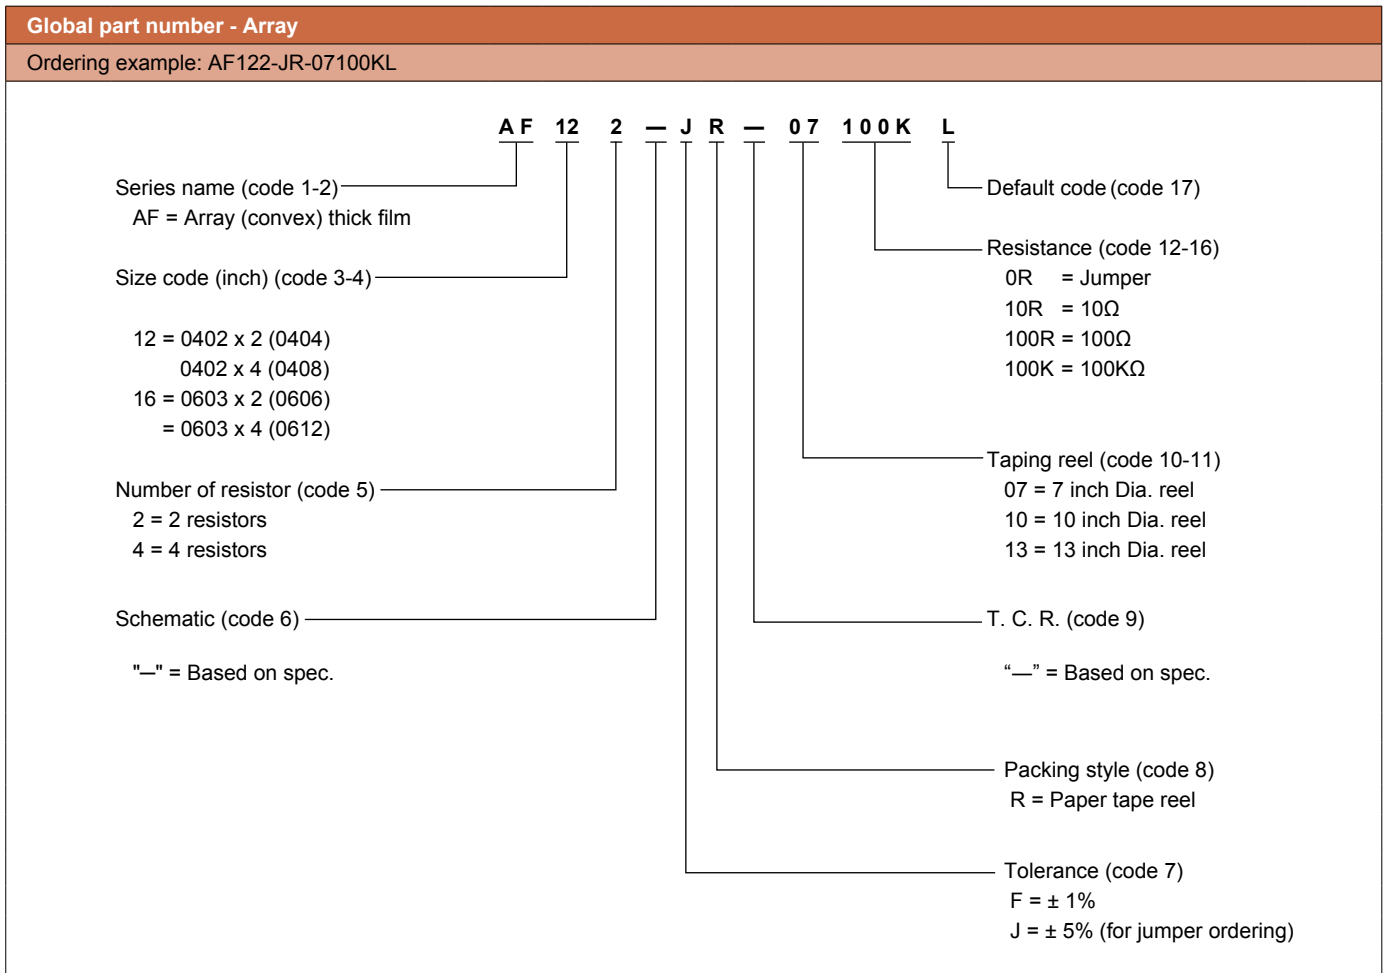 Global part number - Array
Ordering example: AF122-JR-07100KL
A F 12 2 — J R — 0 7 1 0 0 K L
Series name (code 1-2)
AF = Array (convex) thick film
Size code (inch) (code 3-4)
12 = 0402 x 2 (0404)
0402 x 4 (0408)
16 = 0603 x 2 (0606)
= 0603 x 4 (0612)
Number of resistor (code 5)
2 = 2 resistors
4 = 4 resistors
Schematic (code 6)
"—" = Based on spec.
Default code (code 17)
Resistance (code 12-16)
0R = Jumper
10R = 10Ω
100R = 100Ω
100K = 100KΩ
Taping reel (code 10-11)
07 = 7 inch Dia. reel
10 = 10 inch Dia. reel
13 = 13 inch Dia. reel
T. C. R. (code 9)
“—” = Based on spec.
Packing style (code 8)
R = Paper tape reel
Tolerance (code 7)
F = ± 1%
J = ± 5% (for jumper ordering)